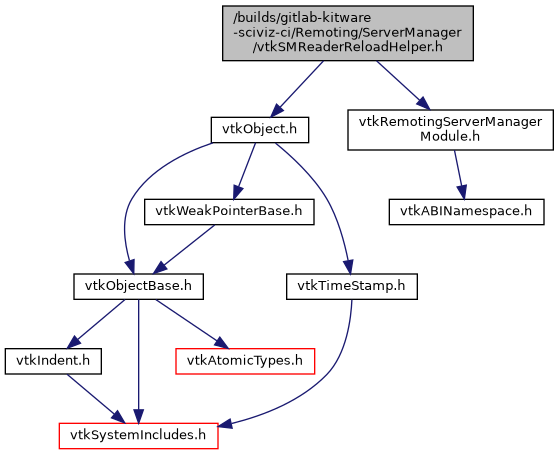 /builds/gitlab-kitware
-sciviz-ci/Remoting/ServerManager
/vtkSMReaderReloadHelper.h
vtkObject.h
vtkRemotingServerManager
Module.h
vtkWeakPointerBase.h
vtkABINamespace.h
vtkObjectBase.h
vtkTimeStamp.h
vtkIndent.h
vtkAtomicTypes.h
vtkSystemIncludes.h